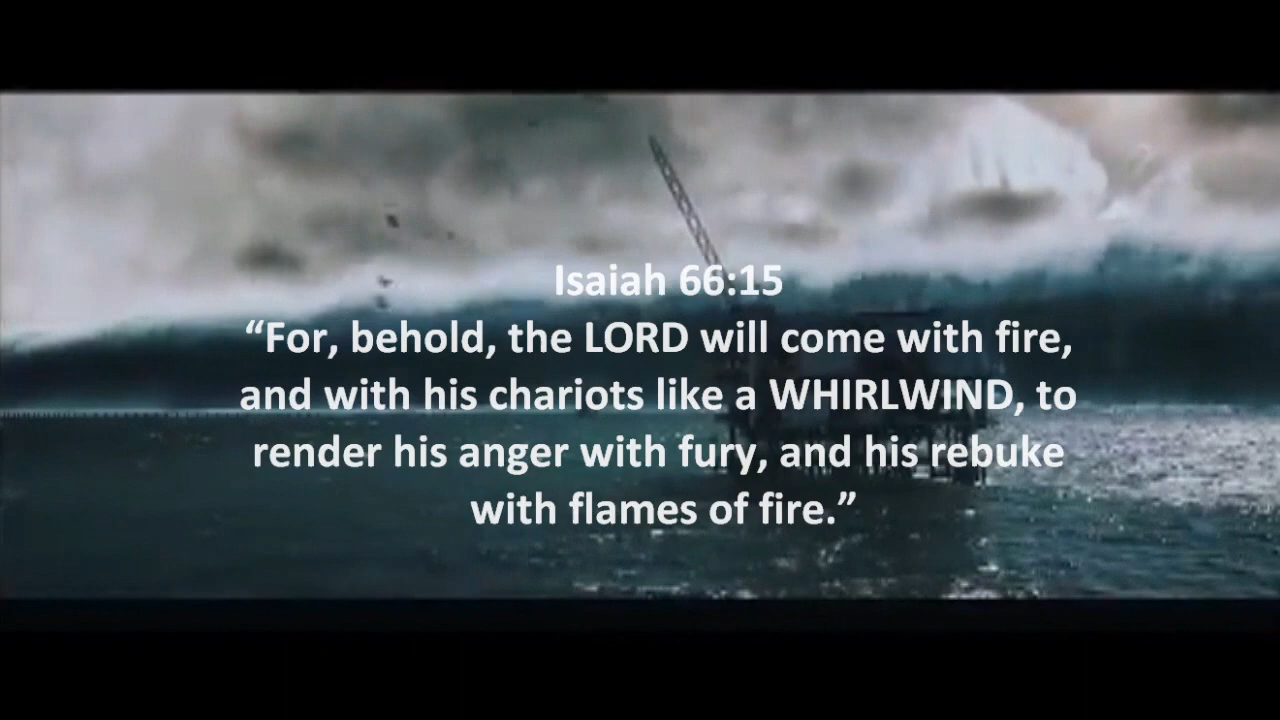 Isaiah 66:15
“For, behold, the LORD will come with fire,
and with his chariots like a WHIRLWIND, to
render his anger with fury, and his rebuke
with flames of fire.”